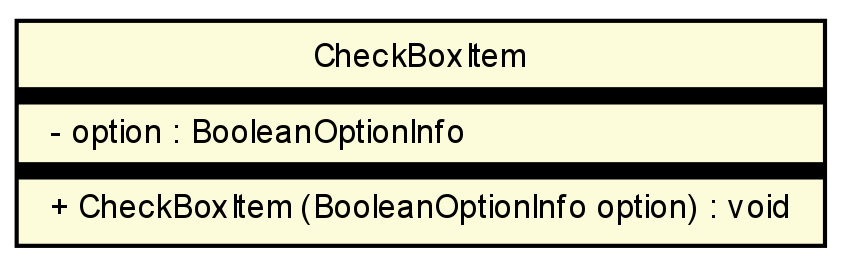 CheckBoxItem
- option : BooleanOptionInfo
+ CheckBoxItem (BooleanOptionInfo option) : void